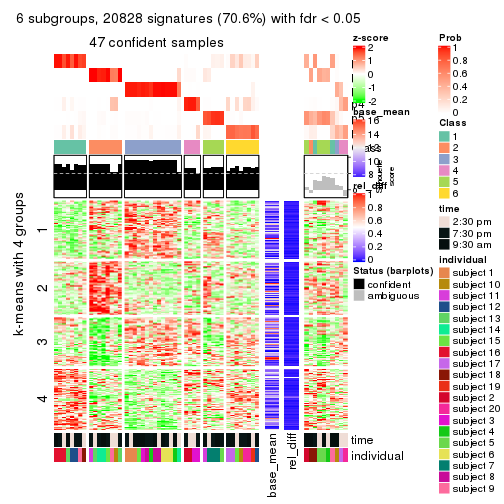 6 subgroups, 20828 signatures (70.6%) with fdr < 0.05
47 confident samples
k-means with 4 groups
1
2
3
4
time
individual
base_mean
rel_diff
z-score
2
1
0
-1
-2
base_mean
16
14
12
10
8
Silhouette
score
rel_diff
1
0.8
0.6
0.4
0.2
0
Status (barplots)
confident
ambiguous
Prob
1
0.8
0.6
0.4
0.2
0
Class
1
2
3
4
5
6
time
2:30 pm
7:30 pm
9:30 am
individual
subject 1
subject 10
subject 11
subject 12
subject 13
subject 14
subject 15
subject 16
subject 17
subject 18
subject 19
subject 2
subject 20
subject 3
subject 4
subject 5
subject 6
subject 7
subject 8
subject 9